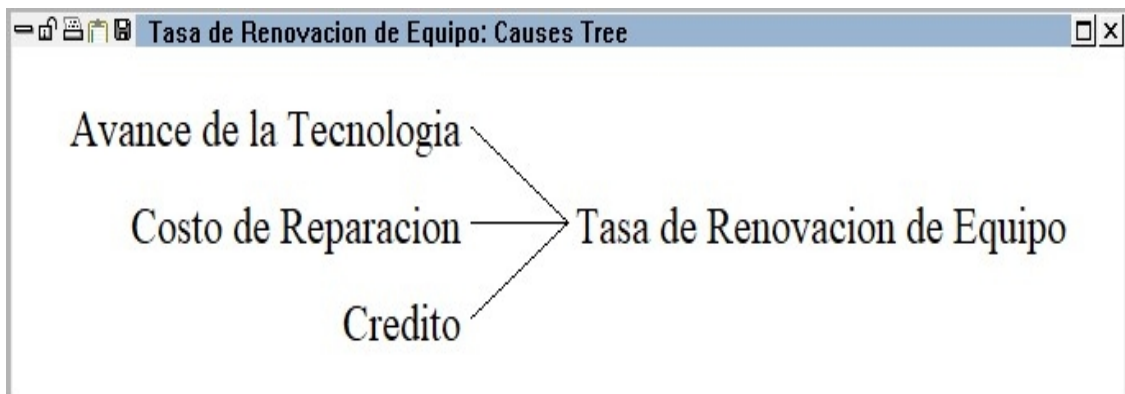 Tasa de Renovacion de Equipo: Causes Tree
Avance de la Tecnologia
Costo de Reparacion
Tasa de Renovacion de Equipo
Credito